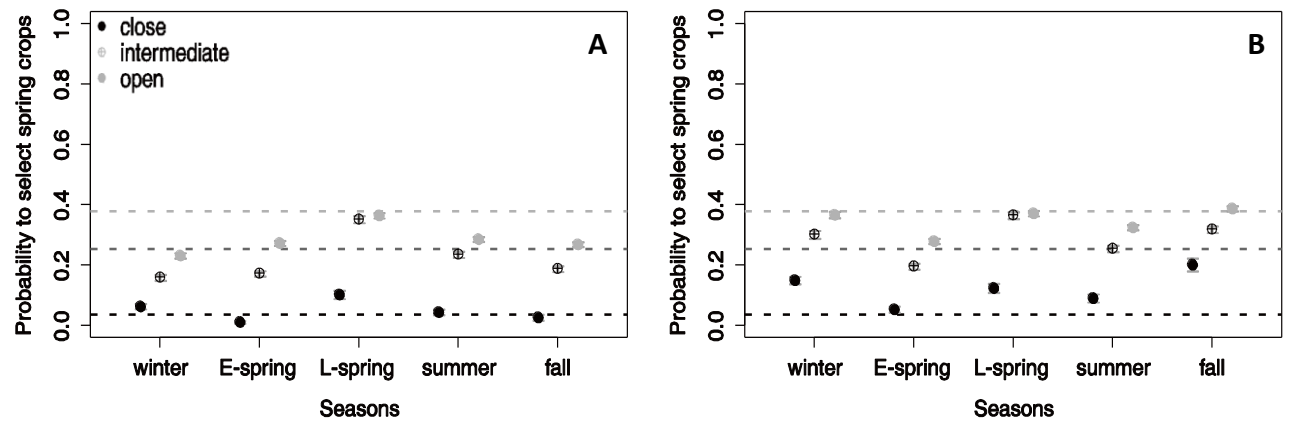 Probability to select spring crops
1.0
0.8
0.6
0.4
0.2
0.0
close
intermediate
open
A
winter E-spring L-spring summer fall
Seasons
Probability to select spring crops
1.0
0.8
0.6
0.4
0.2
0.0
B
winter E-spring L-spring summer fall
Seasons